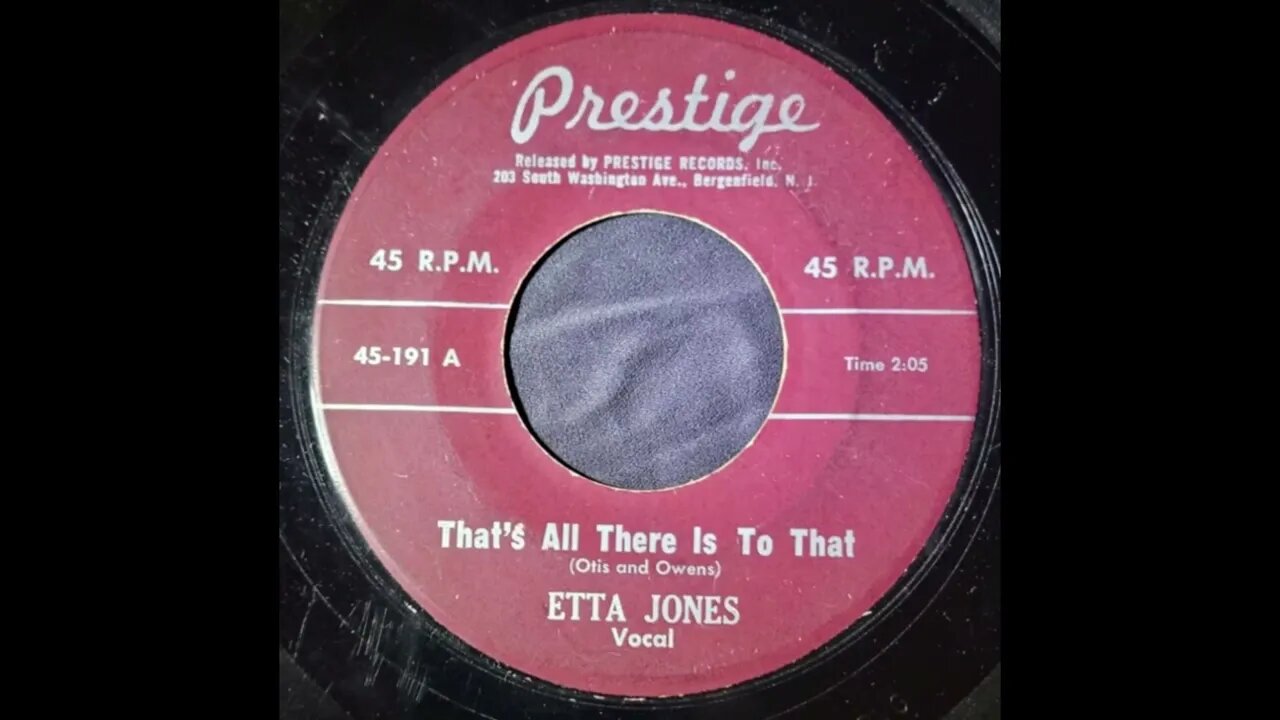 Prestige
Released by PRESTIGE RECORDS, Inc.
203 South Washington Ave., Bergenfield, N. J.
45 R.P.M.
45 R.P.M.
45-191 A
Time 2:05
That's All There Is To That
(Otis and Owens)
ETTA JONES
Vocal